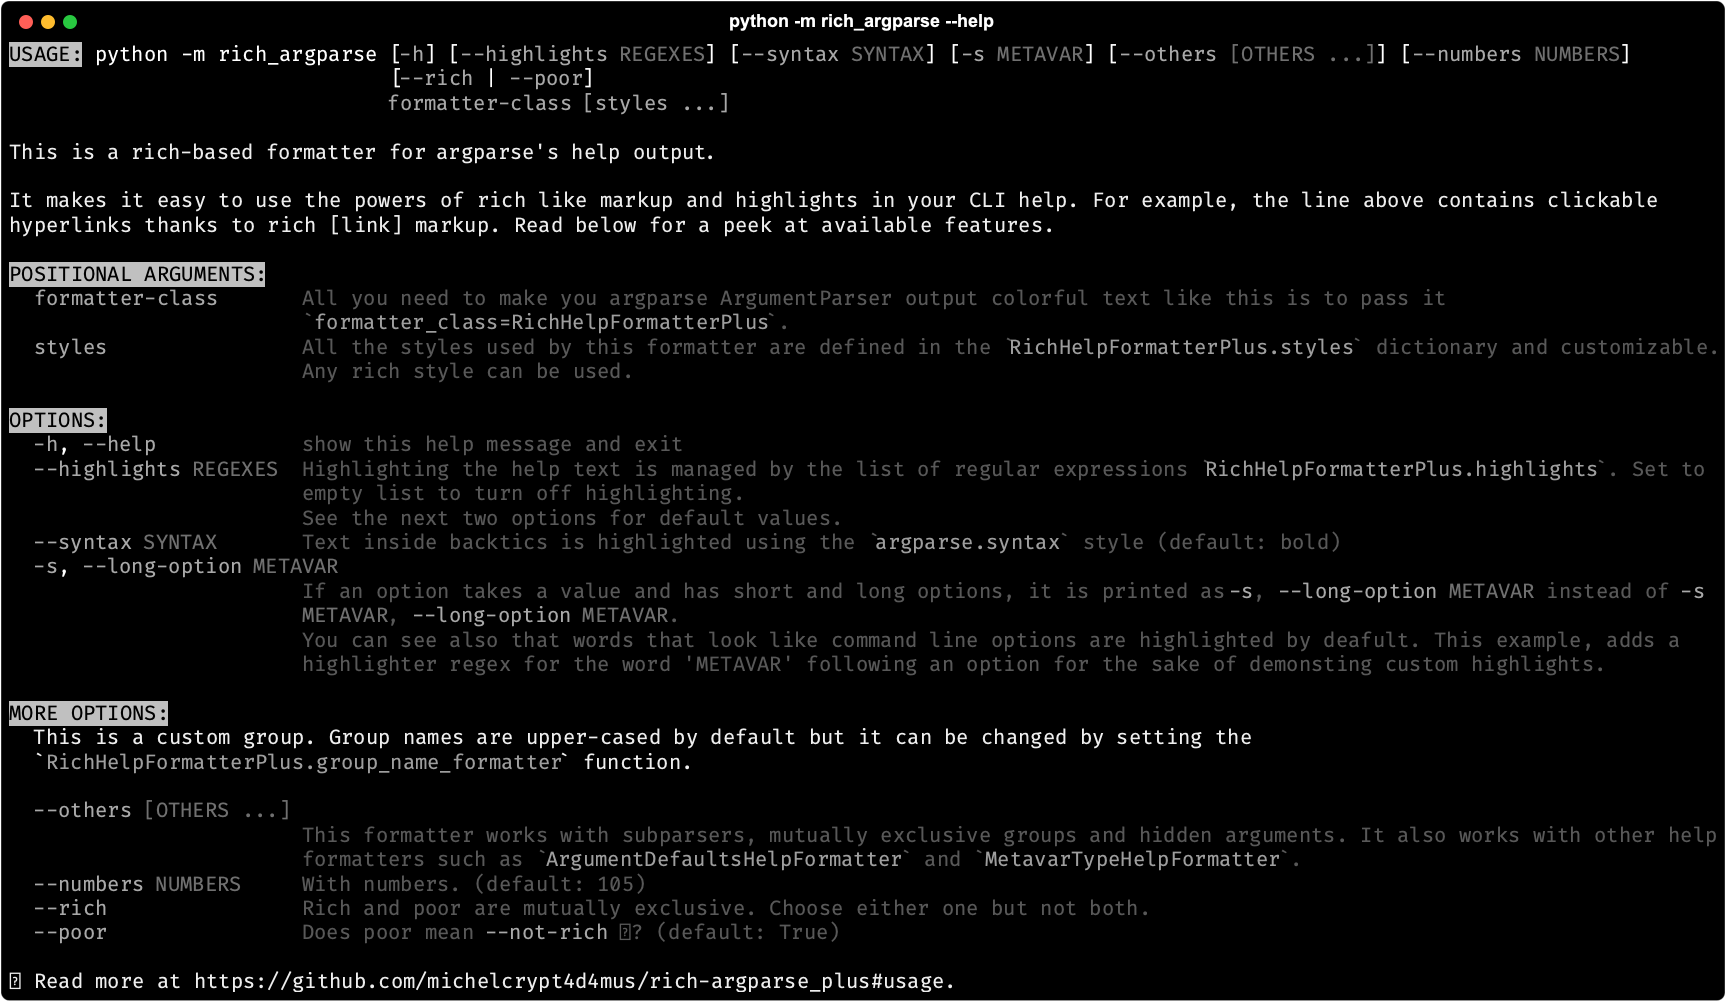 python -m rich_argparse --help
USAGE: python -m rich_argparse [-h] [--highlights REGEXES] [--syntax SYNTAX] [-s METAVAR] [--others [OTHERS ...]] [--numbers NUMBERS]
[--rich | --poor]
formatter-class [styles ...]
This is a rich-based formatter for argparse's help output.
It makes it easy to use the powers of rich like markup and highlights in your CLI help. For example, the line above contains clickable
hyperlinks thanks to rich [link] markup. Read below for a peek at available features.
POSITIONAL ARGUMENTS:
formatter-class All you need to make you argparse ArgumentParser output colorful text like this is to pass it
`formatter_class=RichHelpFormatterPlus`.
styles All the styles used by this formatter are defined in the `RichHelpFormatterPlus.styles` dictionary and customizable.
Any rich style can be used.
OPTIONS:
-h, --help show this help message and exit
--highlights REGEXES Highlighting the help text is managed by the list of regular expressions `RichHelpFormatterPlus.highlights`. Set to
empty list to turn off highlighting.
See the next two options for default values.
--syntax SYNTAX Text inside backtics is highlighted using the `argparse.syntax` style (default: bold)
-s, --long-option METAVAR
If an option takes a value and has short and long options, it is printed as -s, --long-option METAVAR instead of -s
METAVAR, --long-option METAVAR.
You can see also that words that look like command line options are highlighted by deafult. This example, adds a
highlighter regex for the word 'METAVAR' following an option for the sake of demonsting custom highlights.
MORE OPTIONS:
This is a custom group. Group names are upper-cased by default but it can be changed by setting the
`RichHelpFormatterPlus.group_name_formatter` function.
--others [OTHERS ...]
This formatter works with subparsers, mutually exclusive groups and hidden arguments. It also works with other help
formatters such as `ArgumentDefaultsHelpFormatter` and `MetavarTypeHelpFormatter`.
--numbers NUMBERS With numbers. (default: 105)
--rich Rich and poor are mutually exclusive. Choose either one but not both.
--poor Does poor mean --not-rich ? (default: True)
Read more at https://github.com/michelcrypt4d4mus/rich-argparse_plus#usage.